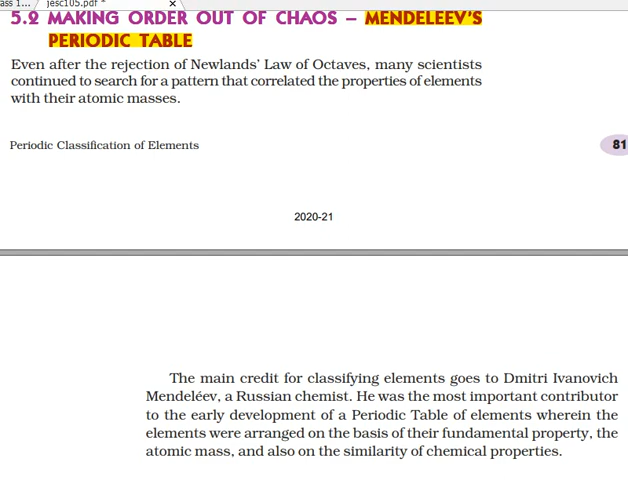 ass 1... / jesc105.pdf * x
5.2 MAKING ORDER OUT OF CHAOS – MENDELEEV'S
PERIODIC TABLE
Even after the rejection of Newlands' Law of Octaves, many scientists
continued to search for a pattern that correlated the properties of elements
with their atomic masses.
Periodic Classification of Elements
81
2020-21
The main credit for classifying elements goes to Dmitri Ivanovich
Mendeléev, a Russian chemist. He was the most important contributor
to the early development of a Periodic Table of elements wherein the
elements were arranged on the basis of their fundamental property, the
atomic mass, and also on the similarity of chemical properties.